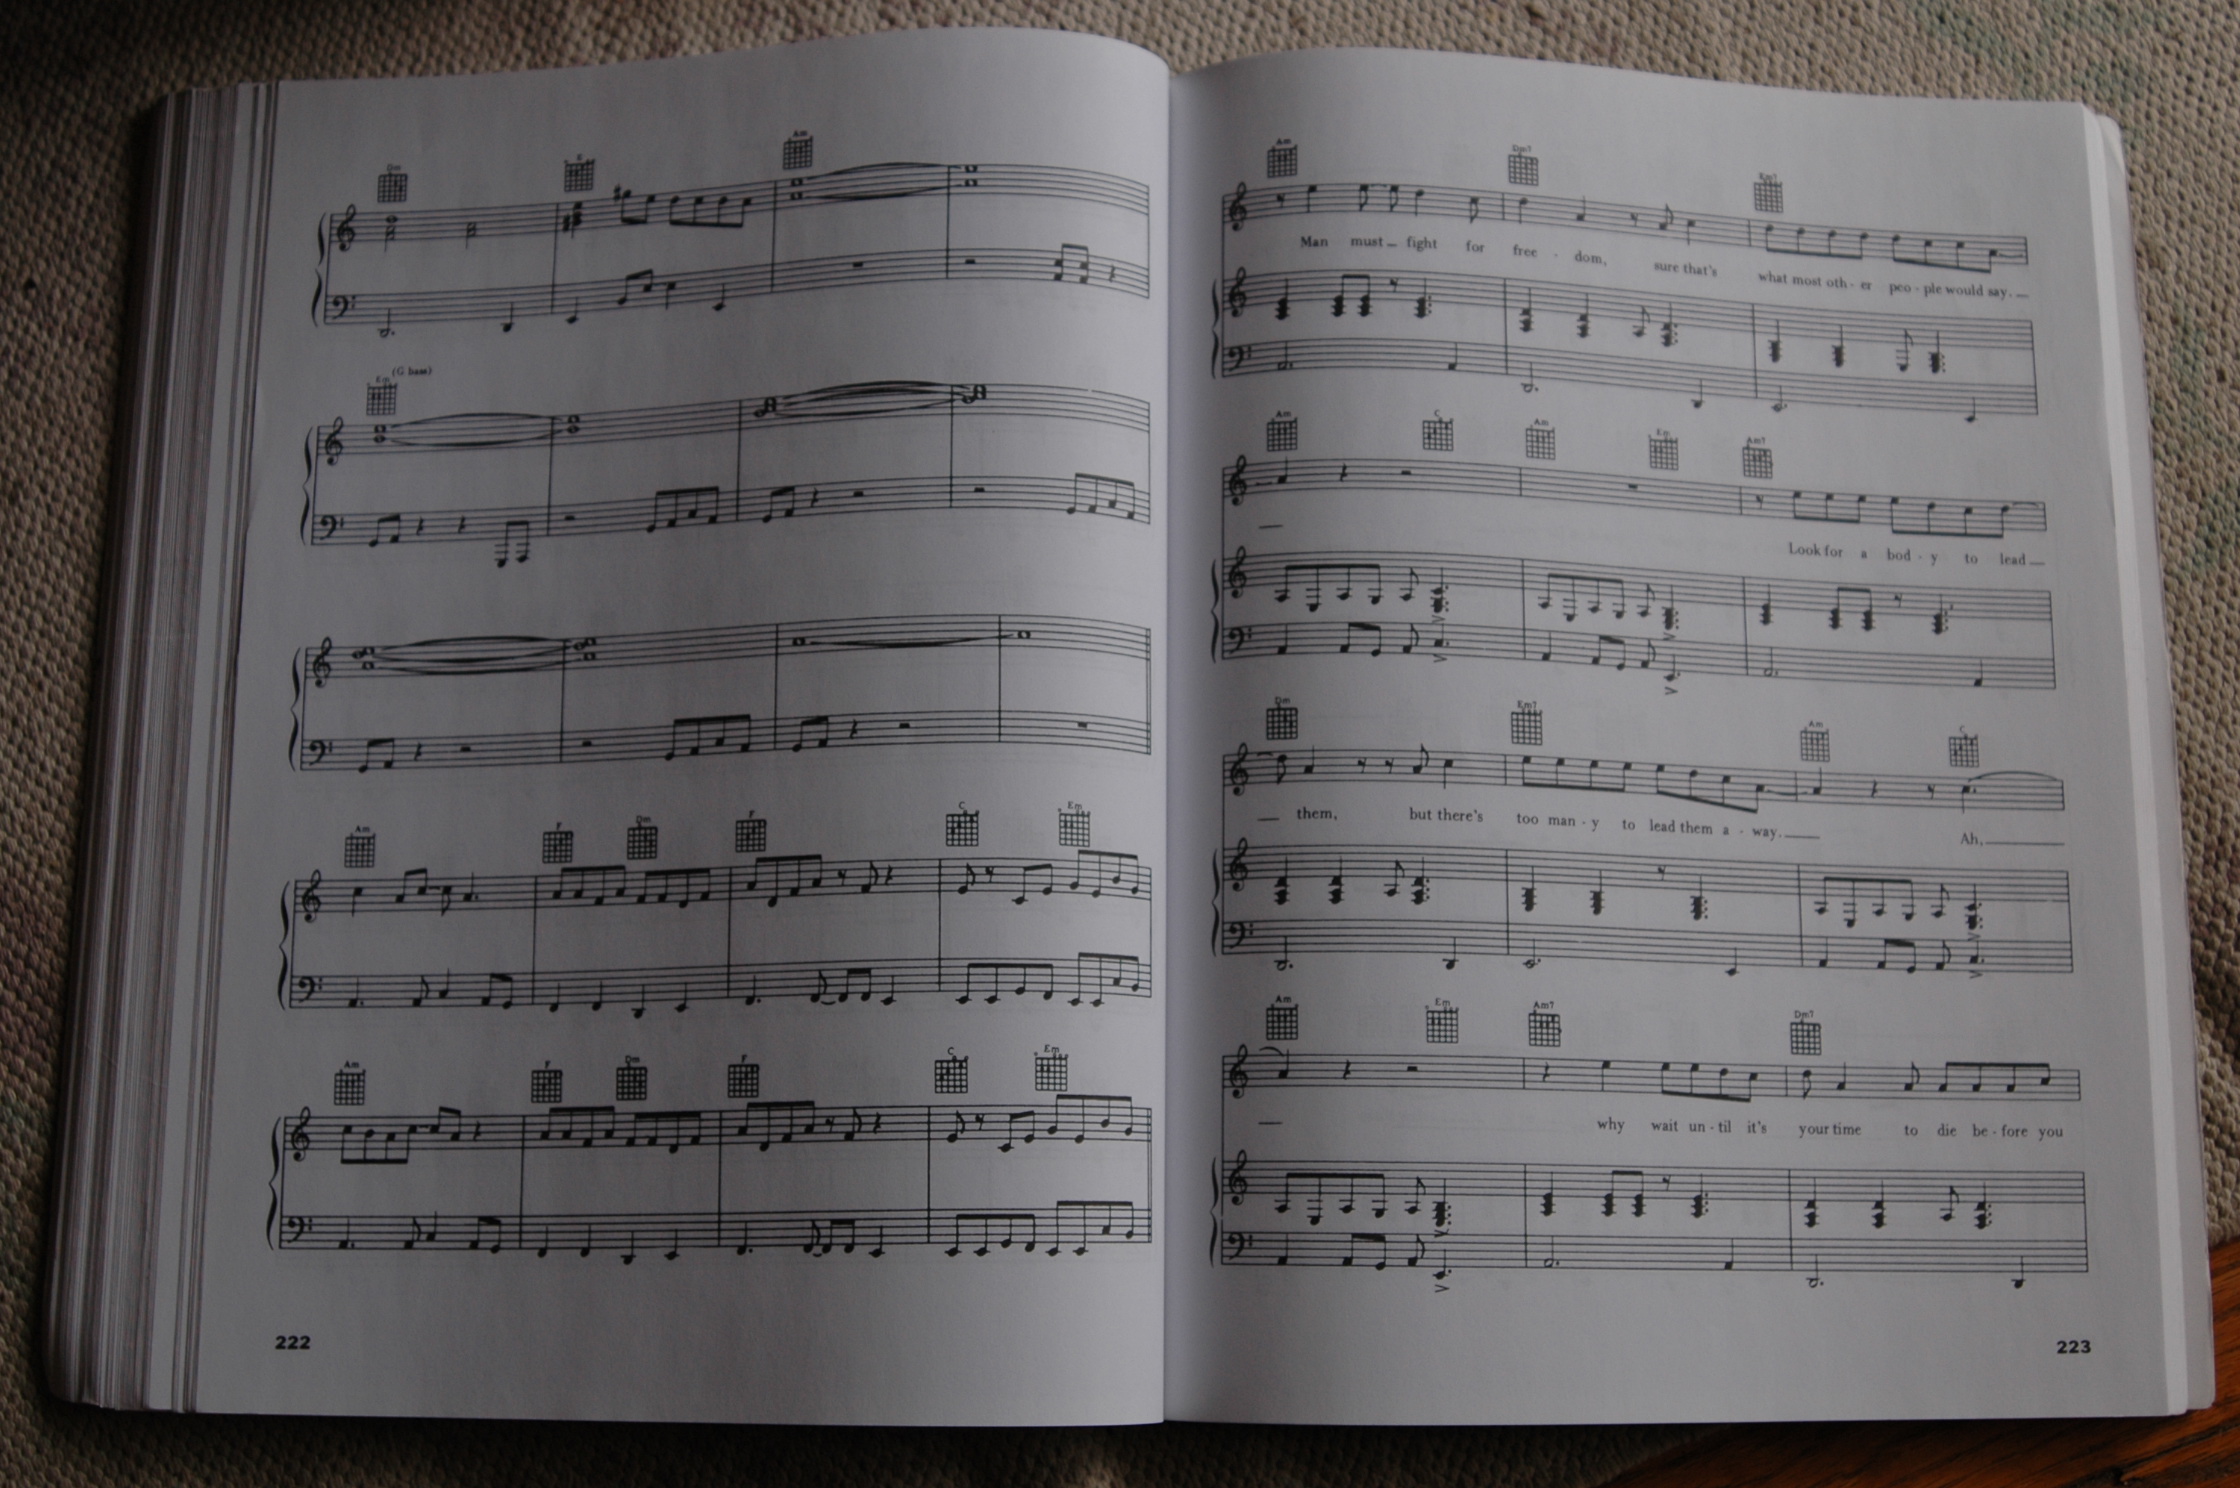 Dm E Am
Em (G bass)
Am F Dm F C Em
Am F Dm F C Em
222
Am Dm7 Em7
Man must — fight for free - dom, sure that's what most oth - er peo - ple would say. —
Am C Am Em Am7
— Look for a bod - y to lead —
Dm Em7 Am C
— them, but there's too man - y to lead them a - way. — Ah, —
Am Em Am7 Dm7
— why wait un - til it's your time to die be - fore you
223